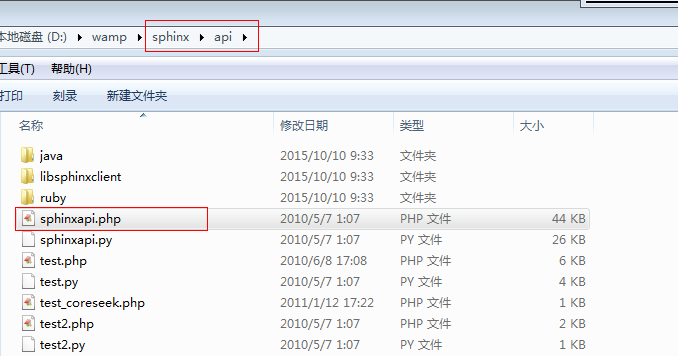 本地磁盘 (D:) wamp sphinx api
工具(T) 帮助(H)
打印 刻录 新建文件夹
名称 修改日期 类型 大小
java 2015/10/10 9:33 文件夹
libsphinxclient 2015/10/10 9:33 文件夹
ruby 2015/10/10 9:33 文件夹
sphinxapi.php 2010/5/7 1:07 PHP 文件 44 KB
sphinxapi.py 2010/5/7 1:07 PY 文件 26 KB
test.php 2010/6/8 17:08 PHP 文件 6 KB
test.py 2010/5/7 1:07 PY 文件 4 KB
test_coreseek.php 2011/1/12 17:22 PHP 文件 1 KB
test2.php 2010/5/7 1:07 PHP 文件 2 KB
test2.py 2010/5/7 1:07 PY 文件 1 KB